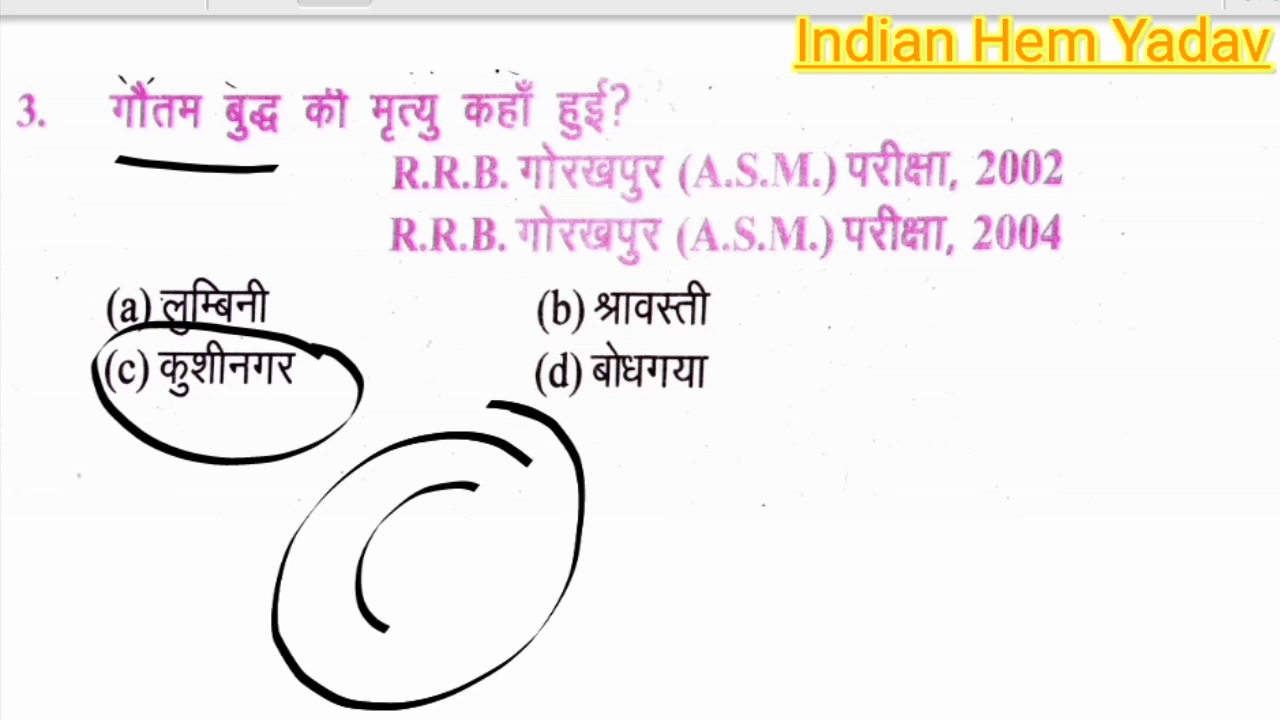 Indian Hem Yadav
3. गौतम बुद्ध की मृत्यु कहाँ हुई?
R.R.B. गोरखपुर (A.S.M.) परीक्षा, 2002
R.R.B. गोरखपुर (A.S.M.) परीक्षा, 2004
(a) लुम्बिनी (b) श्रावस्ती
(c) कुशीनगर (d) बोधगया
C